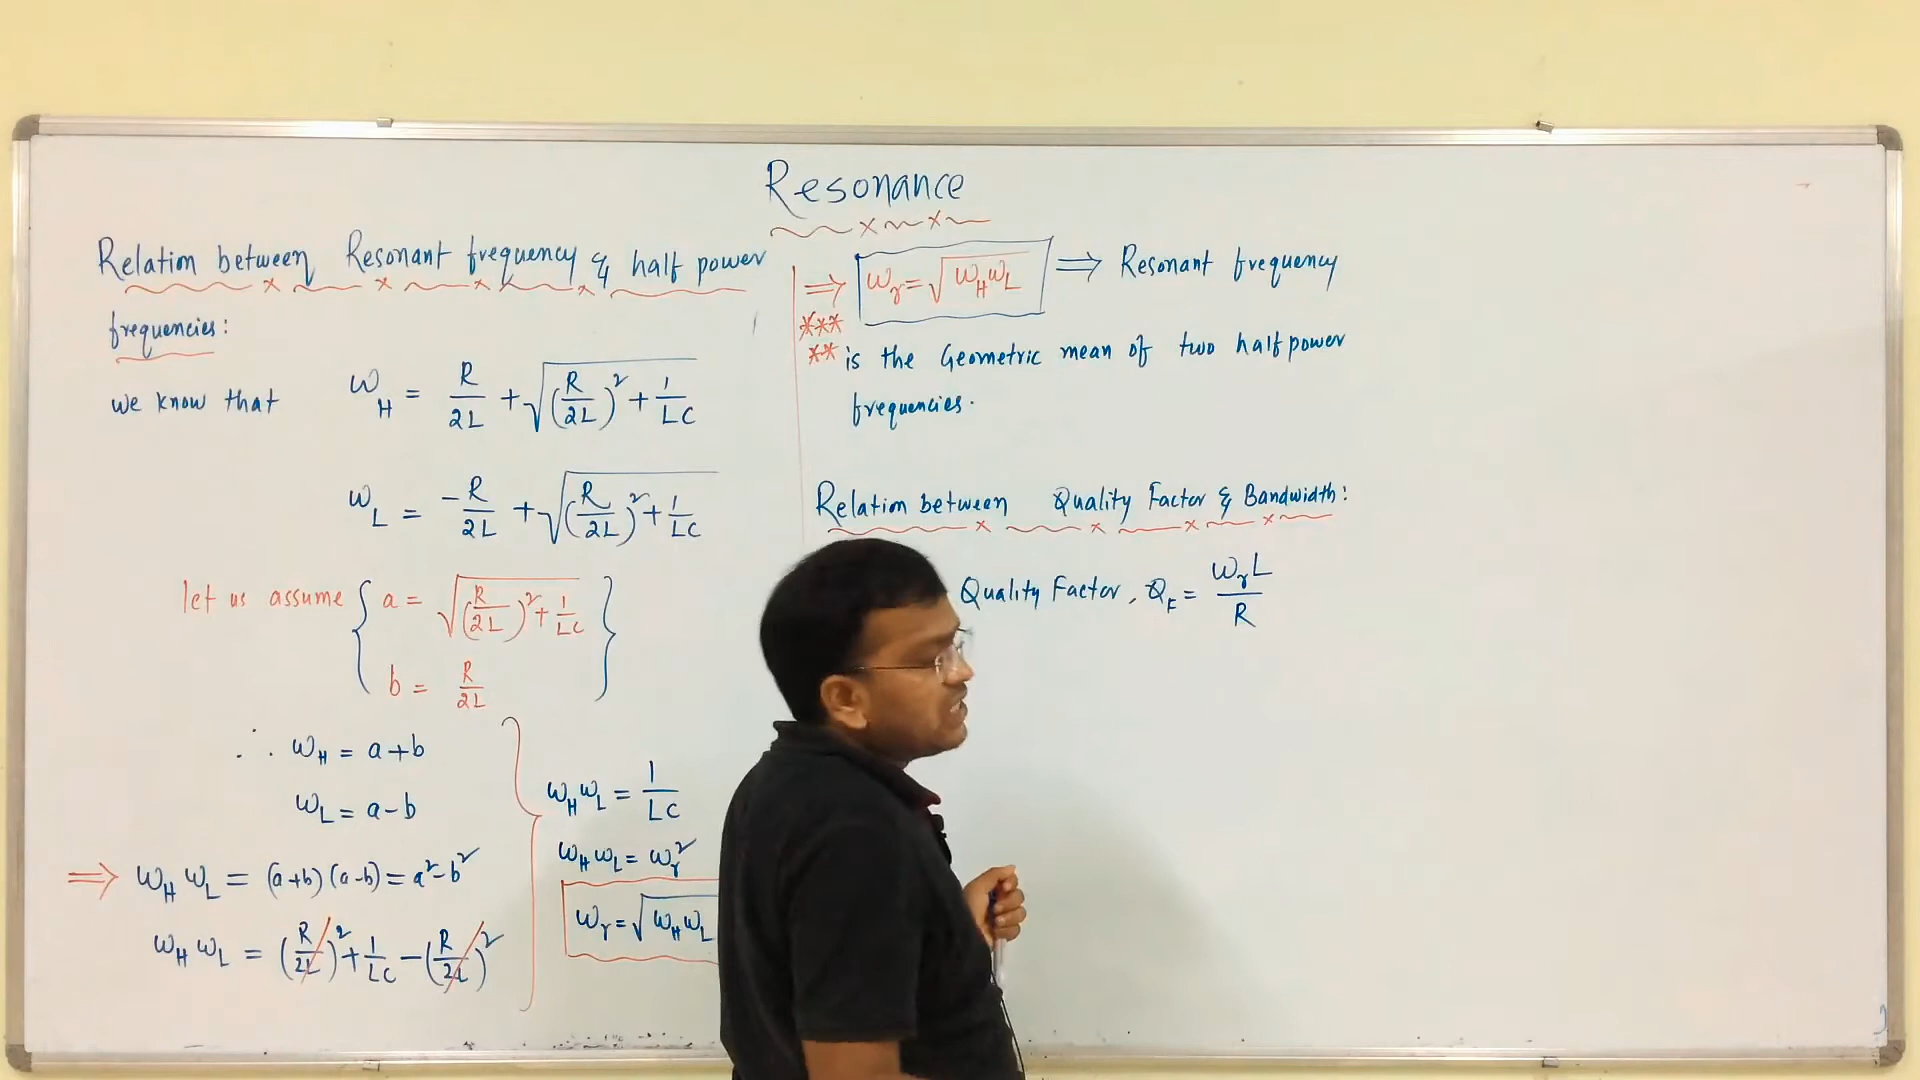 Resonance
Relation between Resonant frequency & half power
frequencies:
we know that ω_H = R/2L + √((R/2L)² + 1/LC)
ω_L = -R/2L + √((R/2L)² + 1/LC)
let us assume { a = √((R/2L)² + 1/LC)
b = R/2L }
∴ ω_H = a+b
ω_L = a-b
⇒ ω_H ω_L = (a+b)(a-b) = a²-b²
ω_H ω_L = (R/2L)² + 1/LC - (R/2L)²
ω_H ω_L = 1/LC
ω_H ω_L = ω_r²
ω_r = √ω_H ω_L
⇒ ω_r = √ω_H ω_L ⇒ Resonant frequency
***
** is the Geometric mean of two half power
frequencies.
Relation between Quality Factor & Bandwidth:
Quality Factor, Q_F = ω_r L/R